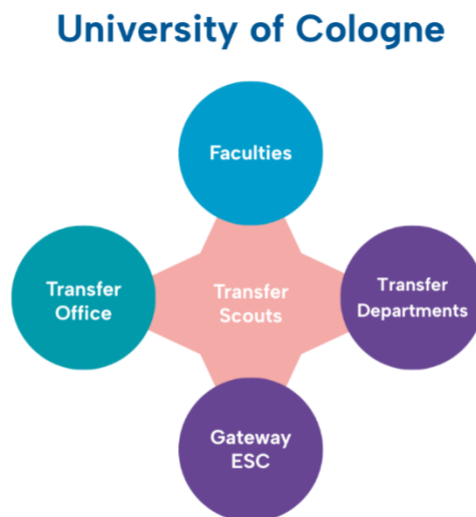 University of Cologne
Faculties
Transfer
Office
Transfer
Scouts
Transfer
Departments
Gateway
ESC